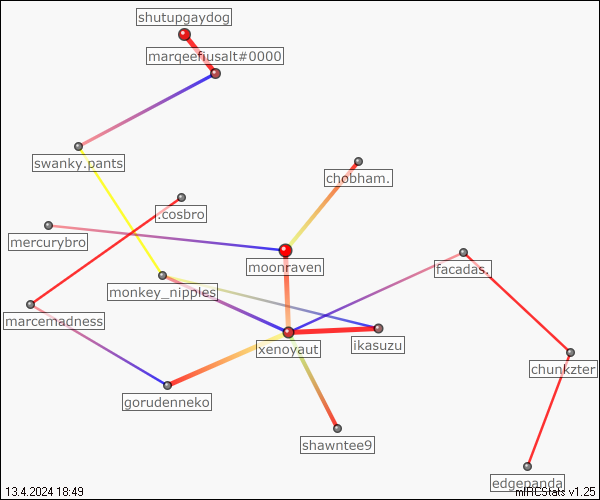 shutupgaydog
marqeefiusalt#0000
swanky.pants
chobham.
.cosbro
mercurybro
moonraven
facadas.
monkey_nipples
marcemadness
xenoyaut
ikasuzu
chunkzter
gorudenneko
shawntee9
edgepanda
13.4.2024 18:49
mIRCStats v1.25